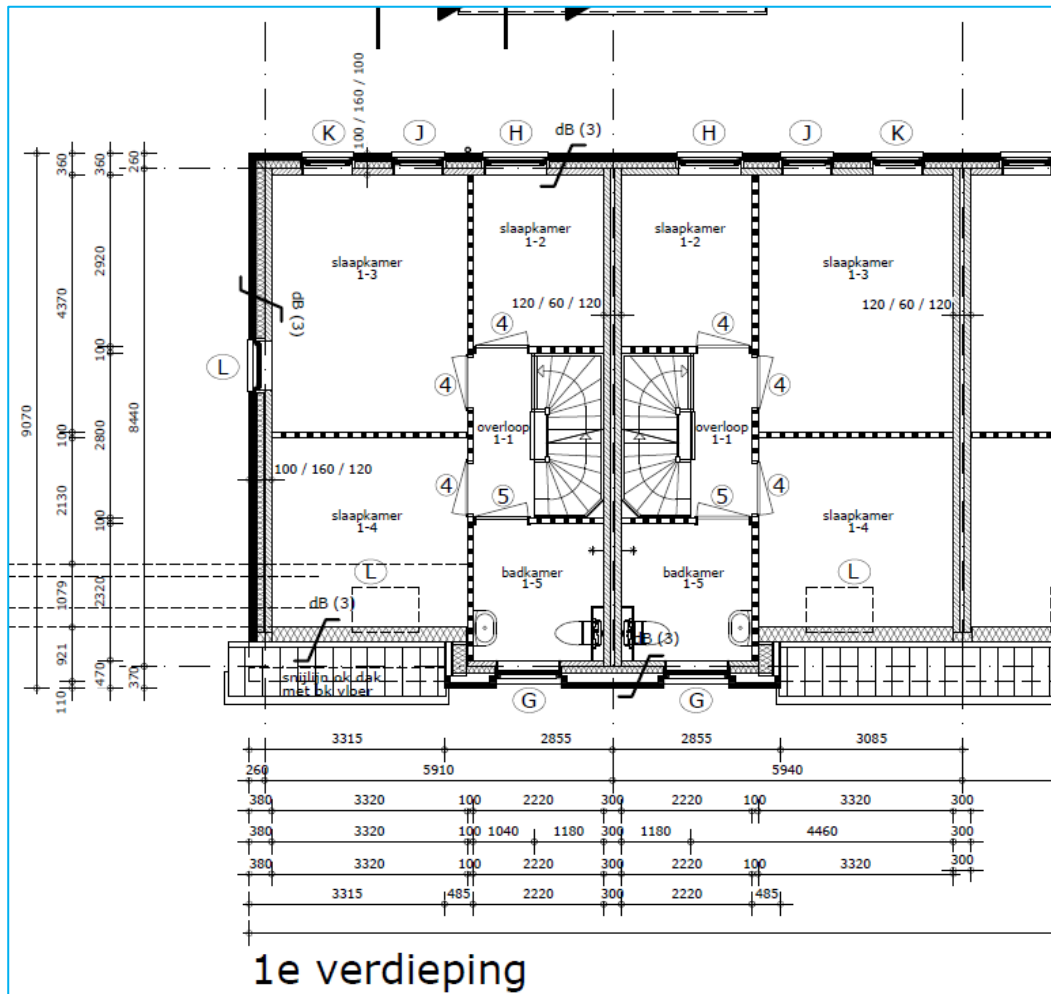 100 / 160 / 100
K
J
H
dB (3)
H
J
K
360
360
260
slaapkamer
1-3
slaapkamer
1-2
slaapkamer
1-2
slaapkamer
1-3
2920
4370
dB (3)
120 / 60 / 120
120 / 60 / 120
4
4
100
L
4
4
9070
100
2800
8440
overloop
1-1
overloop
1-1
100 / 160 / 120
4
5
5
4
2130
100
slaapkamer
1-4
slaapkamer
1-4
badkamer
1-5
badkamer
1-5
L
L
1079
2320
dB (3)
dB (3)
921
470
370
110
snijlijn ok dak
met bk vloer
G
G
3315
2855
2855
3085
260
5910
5940
380
3320
100
2220
300
2220
100
3320
300
380
3320
100
1040
1180
300
1180
4460
300
380
3320
100
2220
300
2220
100
3320
300
3315
485
2220
300
2220
485
1e verdieping